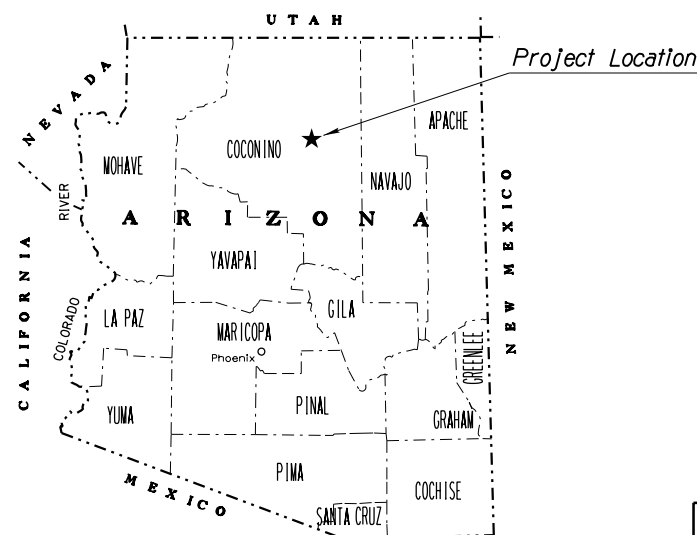 UTAH
Project Location
NEVADA
APACHE
COCONINO
MOHAVE
NAVAJO
RIVER
ARIZONA
NEW MEXICO
YAVAPAI
CALIFORNIA
COLORADO
LA PAZ
GILA
MARICOPA
Phoenix
GREENLEE
PINAL
YUMA
GRAHAM
PIMA
MEXICO
COCHISE
SANTA CRUZ